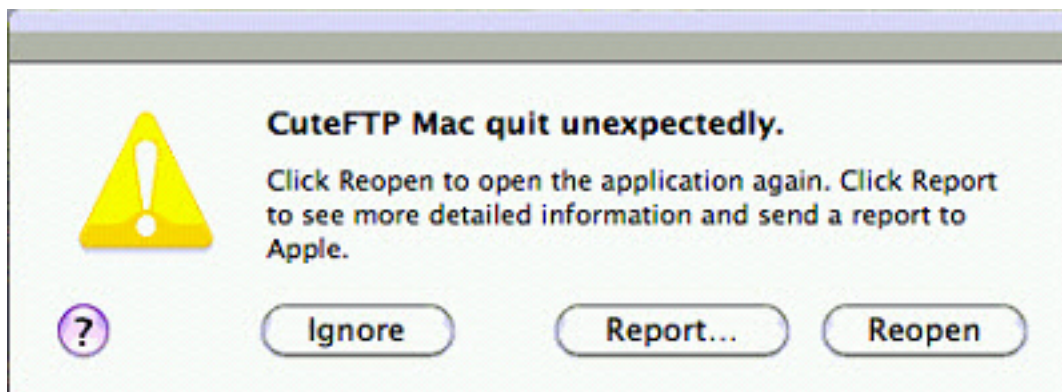 CuteFTP Mac quit unexpectedly.
Click Reopen to open the application again. Click Report
to see more detailed information and send a report to
Apple.
?
Ignore
Report...
Reopen